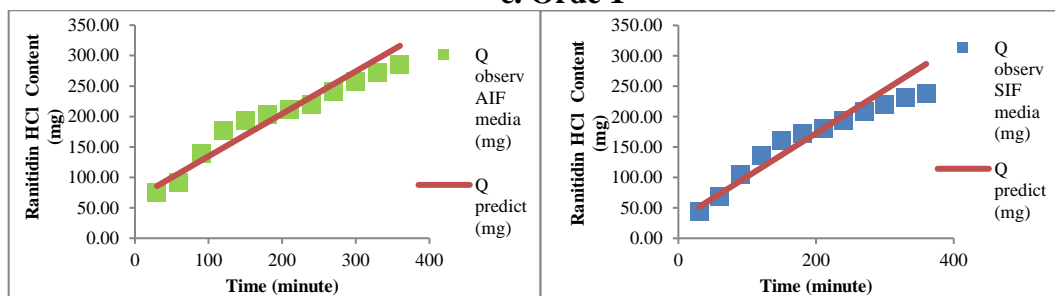 c. Orde 1
350.00
300.00
250.00
200.00
150.00
100.00
50.00
0.00
Ranitidin HCl Content
(mg)
0
100
200
300
400
Time (minute)
Q
observ
AIF
media
(mg)
Q
predict
(mg)
350.00
300.00
250.00
200.00
150.00
100.00
50.00
0.00
Ranitidin HCl Content
(mg)
0
200
400
Time (minute)
Q
observ
SIF
media
(mg)
Q
predict
(mg)